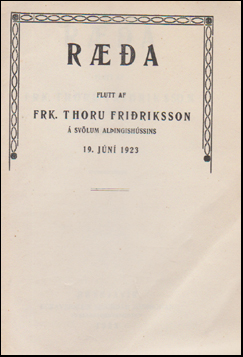 RÆÐA
FLUTT AF
FRK. THORU FRIÐRIKSSON
Á SVÖLUM ALÞINGISHÚSSINS
19. JÚNÍ 1923